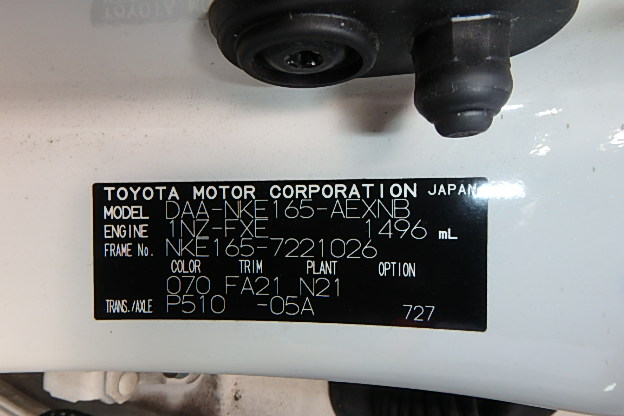 TOYOTA MOTOR CORPORATION JAPAN
MODEL DAA-NKE165-AEXNB
ENGINE 1NZ-FXE 1496 mL
FRAME No. NKE165-7221026
COLOR TRIM PLANT OPTION
070 FA21 N21
TRANS./AXLE P510 -05A 727